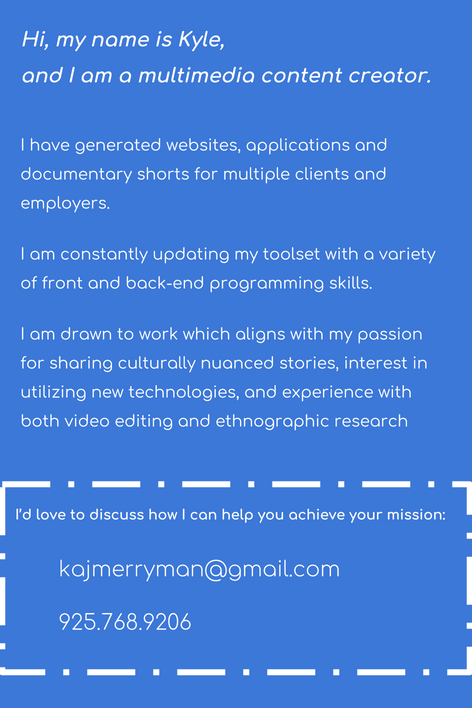 Hi, my name is Kyle,
and I am a multimedia content creator.
I have generated websites, applications and
documentary shorts for multiple clients and
employers.
I am constantly updating my toolset with a variety
of front and back-end programming skills.
I am drawn to work which aligns with my passion
for sharing culturally nuanced stories, interest in
utilizing new technologies, and experience with
both video editing and ethnographic research
I'd love to discuss how I can help you achieve your mission:
kajmerryman@gmail.com
925.768.9206